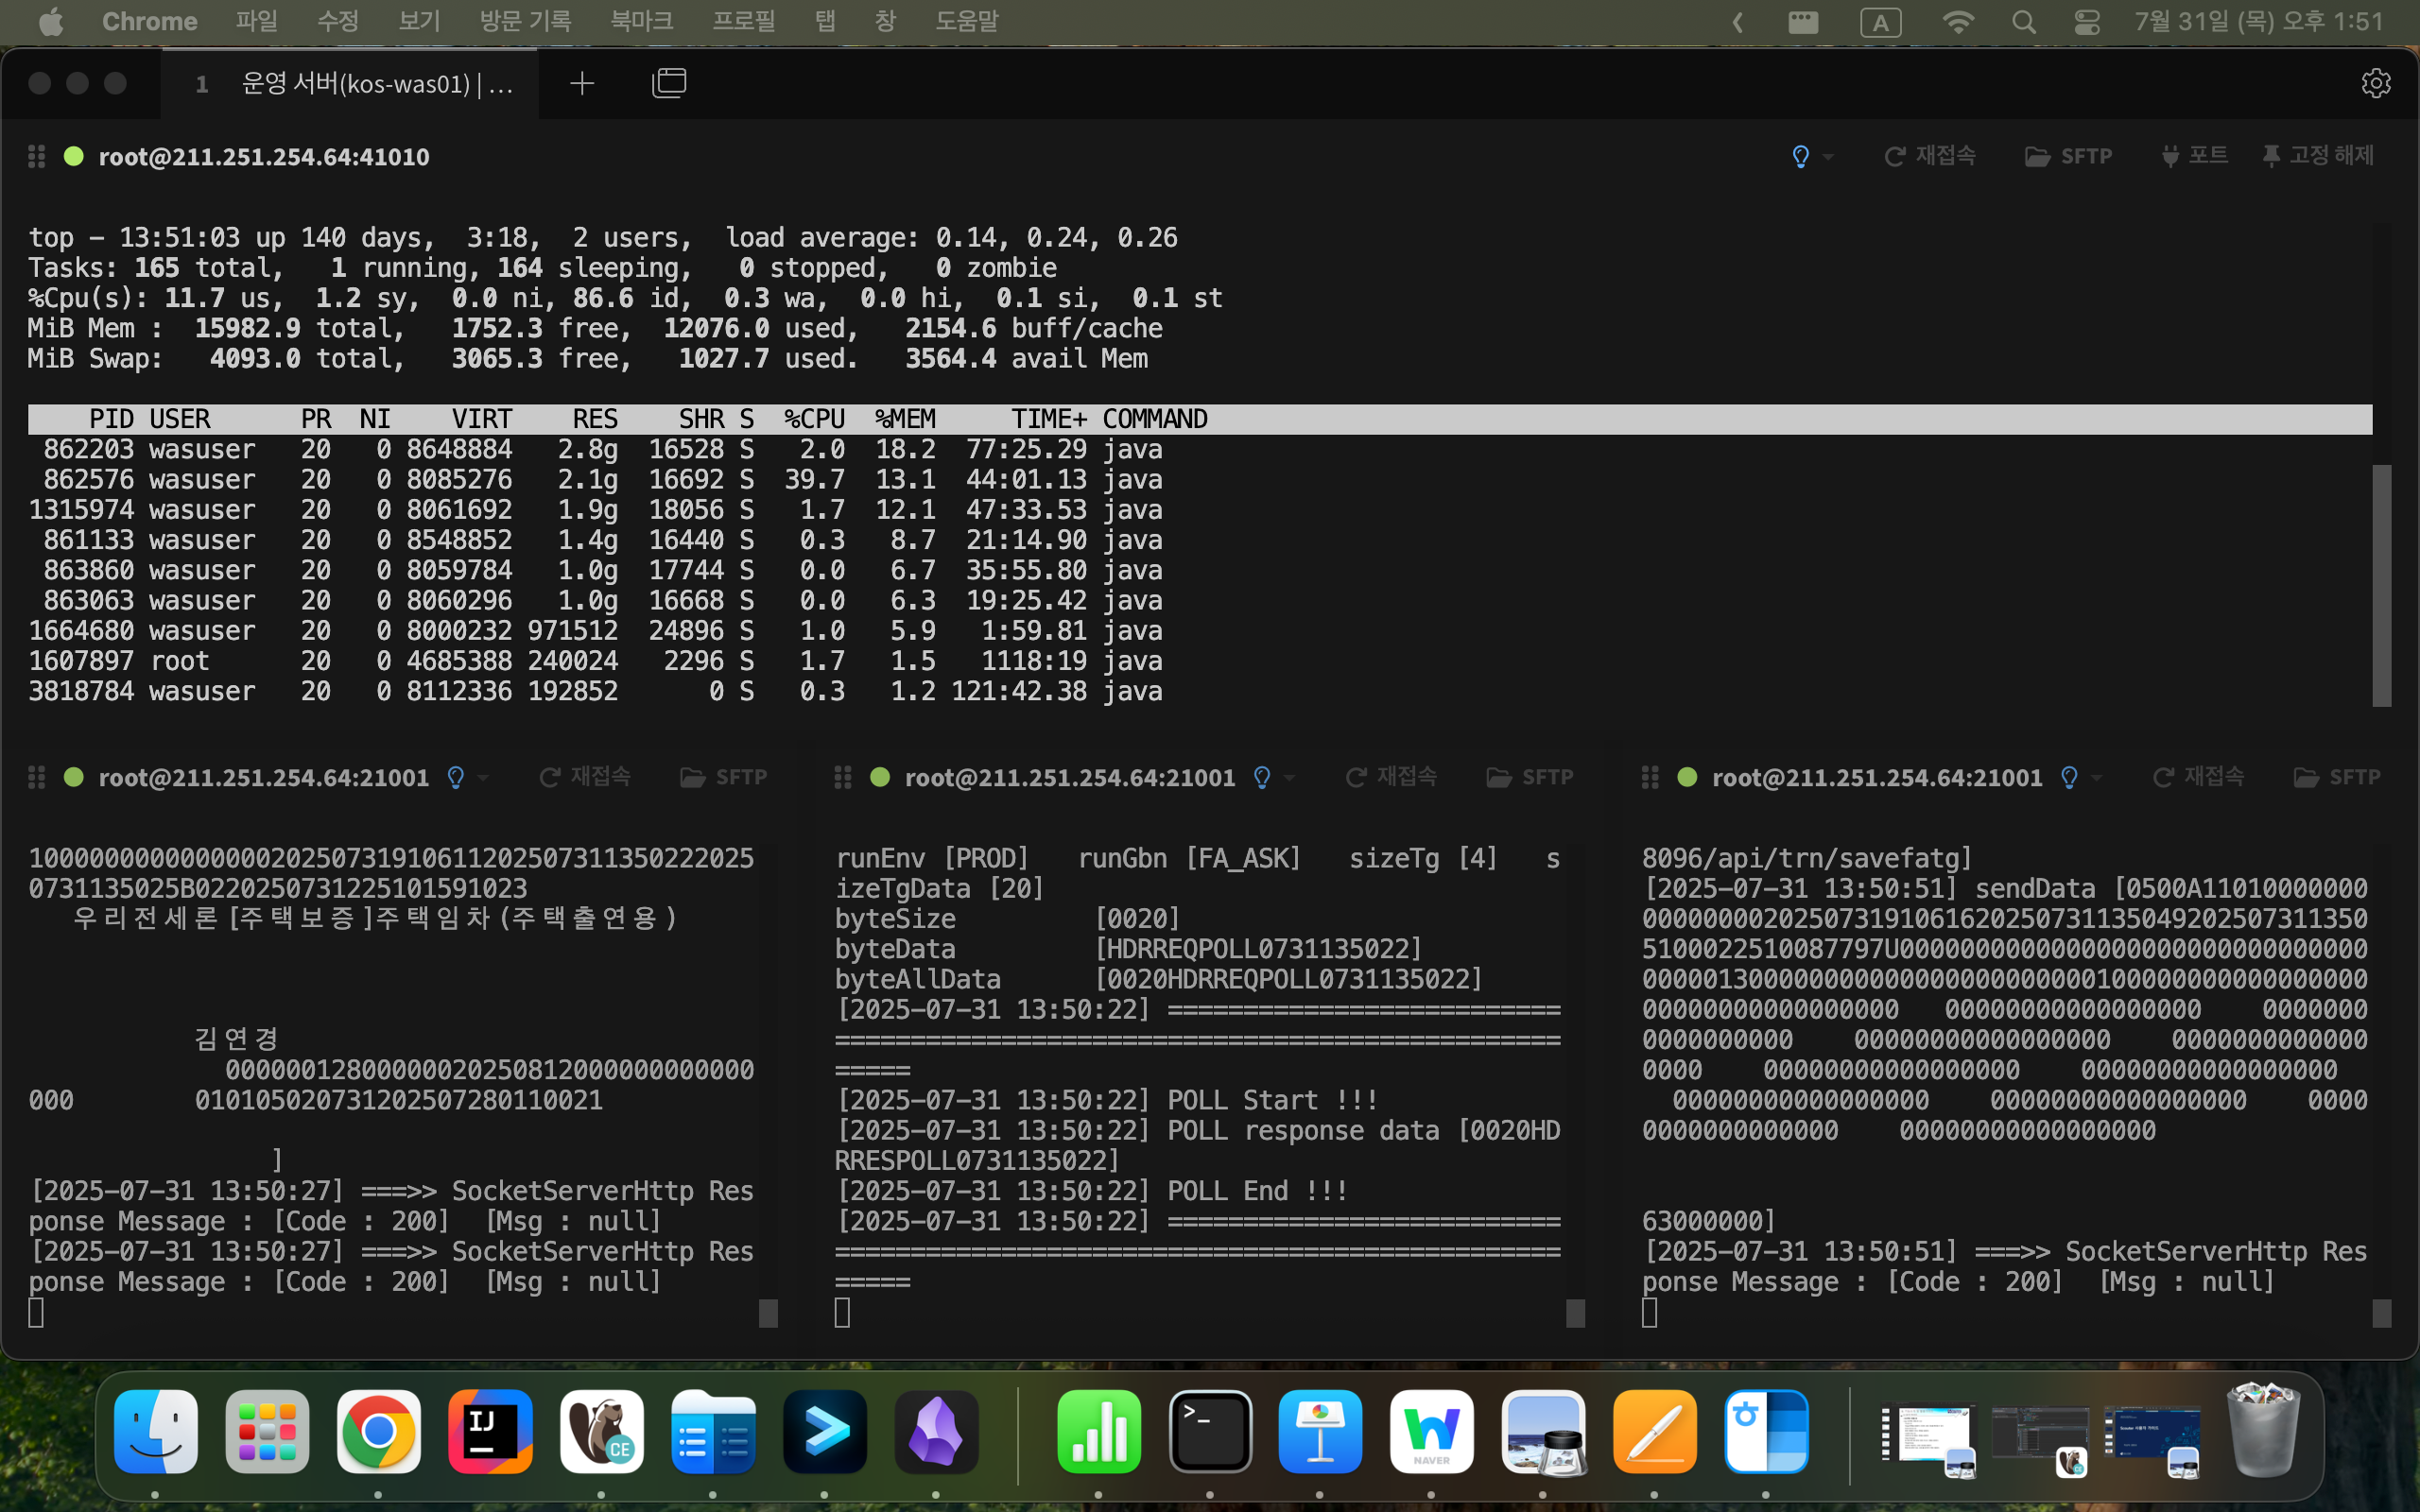 Chrome 파일 수정 보기 방문 기록 북마크 프로필 탭 창 도움말 A 7월 31일 (목) 오후 1:51
1 운영 서버(kos-was01) | ...
root@211.251.254.64:41010 재접속 SFTP 포트 고정 해제
top - 13:51:03 up 140 days,  3:18,  2 users,  load average: 0.14, 0.24, 0.26
Tasks: 165 total,   1 running, 164 sleeping,   0 stopped,   0 zombie
%Cpu(s): 11.7 us,  1.2 sy,  0.0 ni, 86.6 id,  0.3 wa,  0.0 hi,  0.1 si,  0.1 st
MiB Mem :  15982.9 total,   1752.3 free,  12076.0 used,   2154.6 buff/cache
MiB Swap:   4093.0 total,   3065.3 free,   1027.7 used.   3564.4 avail Mem
PID USER PR NI VIRT RES SHR S %CPU %MEM TIME+ COMMAND
862203 wasuser 20 0 8648884 2.8g 16528 S 2.0 18.2 77:25.29 java
862576 wasuser 20 0 8085276 2.1g 16692 S 39.7 13.1 44:01.13 java
1315974 wasuser 20 0 8061692 1.9g 18056 S 1.7 12.1 47:33.53 java
861133 wasuser 20 0 8548852 1.4g 16440 S 0.3 8.7 21:14.90 java
863860 wasuser 20 0 8059784 1.0g 17744 S 0.0 6.7 35:55.80 java
863063 wasuser 20 0 8060296 1.0g 16668 S 0.0 6.3 19:25.42 java
1664680 wasuser 20 0 8000232 971512 24896 S 1.0 5.9 1:59.81 java
1607897 root 20 0 4685388 240024 2296 S 1.7 1.5 1118:19 java
3818784 wasuser 20 0 8112336 192852 0 S 0.3 1.2 121:42.38 java
root@211.251.254.64:21001 재접속 SFTP
100000000000000020250731910611202507311350222025
0731135025B0220250731225101591023
우리전세론[주택보증]주택임차(주택출연용)
김연경
00000012800000020250812000000000000
000        010105020731202507280110021
]
[2025-07-31 13:50:27] ===>> SocketServerHttp Res
ponse Message : [Code : 200]  [Msg : null]
[2025-07-31 13:50:27] ===>> SocketServerHttp Res
ponse Message : [Code : 200]  [Msg : null]
root@211.251.254.64:21001 재접속 SFTP
runEnv [PROD]   runGbn [FA_ASK]   sizeTg [4]   s
izeTgData [20]
byteSize         [0020]
byteData         [HDRREQPOLL0731135022]
byteAllData      [0020HDRREQPOLL0731135022]
[2025-07-31 13:50:22] ==========================
================================================
=====
[2025-07-31 13:50:22] POLL Start !!!
[2025-07-31 13:50:22] POLL response data [0020HD
RRESPOLL0731135022]
[2025-07-31 13:50:22] POLL End !!!
[2025-07-31 13:50:22] ==========================
================================================
=====
root@211.251.254.64:21001 재접속 SFTP
8096/api/trn/savefatg]
[2025-07-31 13:50:51] sendData [0500A11010000000
000000002025073191061620250731135049202507311350
5100022510087797U0000000000000000000000000000000
000001300000000000000000000000100000000000000000
00000000000000000   00000000000000000    0000000
0000000000    00000000000000000    0000000000000
0000    00000000000000000    00000000000000000
00000000000000000    00000000000000000    0000
0000000000000    00000000000000000
63000000]
[2025-07-31 13:50:51] ===>> SocketServerHttp Res
ponse Message : [Code : 200]  [Msg : null]
IJ
CE
NAVER